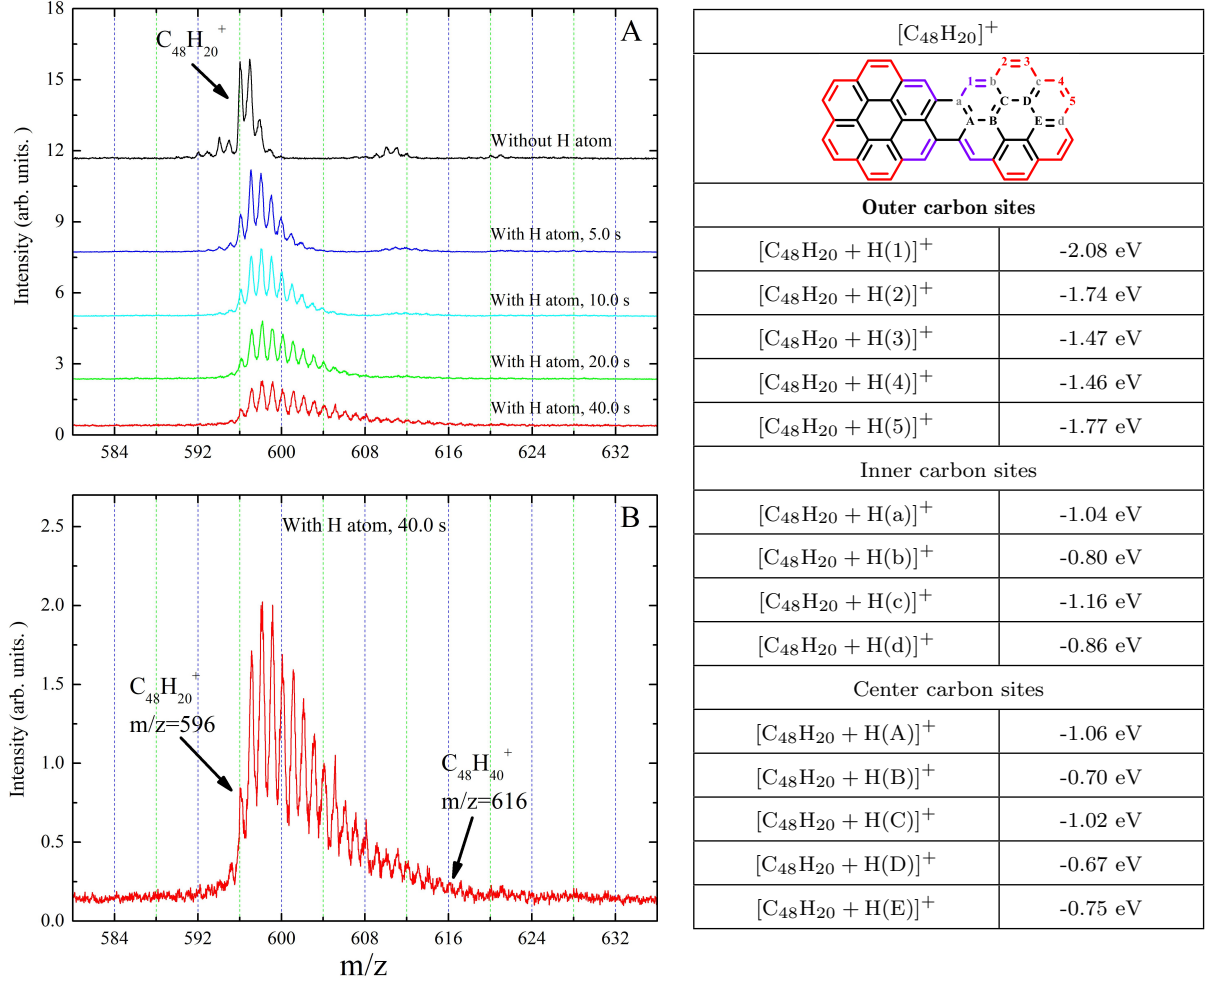 A
18
15
12
9
6
3
0
Intensity (arb. units. )
C48H20+
Without H atom
With H atom, 5.0 s
With H atom, 10.0 s
With H atom, 20.0 s
With H atom, 40.0 s
584 592 600 608 616 624 632
B
With H atom, 40.0 s
2.5
2.0
1.5
1.0
0.5
0.0
Intensity (arb. units. )
C48H20+
m/z=596
C48H40+
m/z=616
584 592 600 608 616 624 632
m/z
[C48H20]+
2 3
1 b c 4
a C D 5
A B E d
Outer carbon sites
[C48H20 + H(1)]+ -2.08 eV
[C48H20 + H(2)]+ -1.74 eV
[C48H20 + H(3)]+ -1.47 eV
[C48H20 + H(4)]+ -1.46 eV
[C48H20 + H(5)]+ -1.77 eV
Inner carbon sites
[C48H20 + H(a)]+ -1.04 eV
[C48H20 + H(b)]+ -0.80 eV
[C48H20 + H(c)]+ -1.16 eV
[C48H20 + H(d)]+ -0.86 eV
Center carbon sites
[C48H20 + H(A)]+ -1.06 eV
[C48H20 + H(B)]+ -0.70 eV
[C48H20 + H(C)]+ -1.02 eV
[C48H20 + H(D)]+ -0.67 eV
[C48H20 + H(E)]+ -0.75 eV